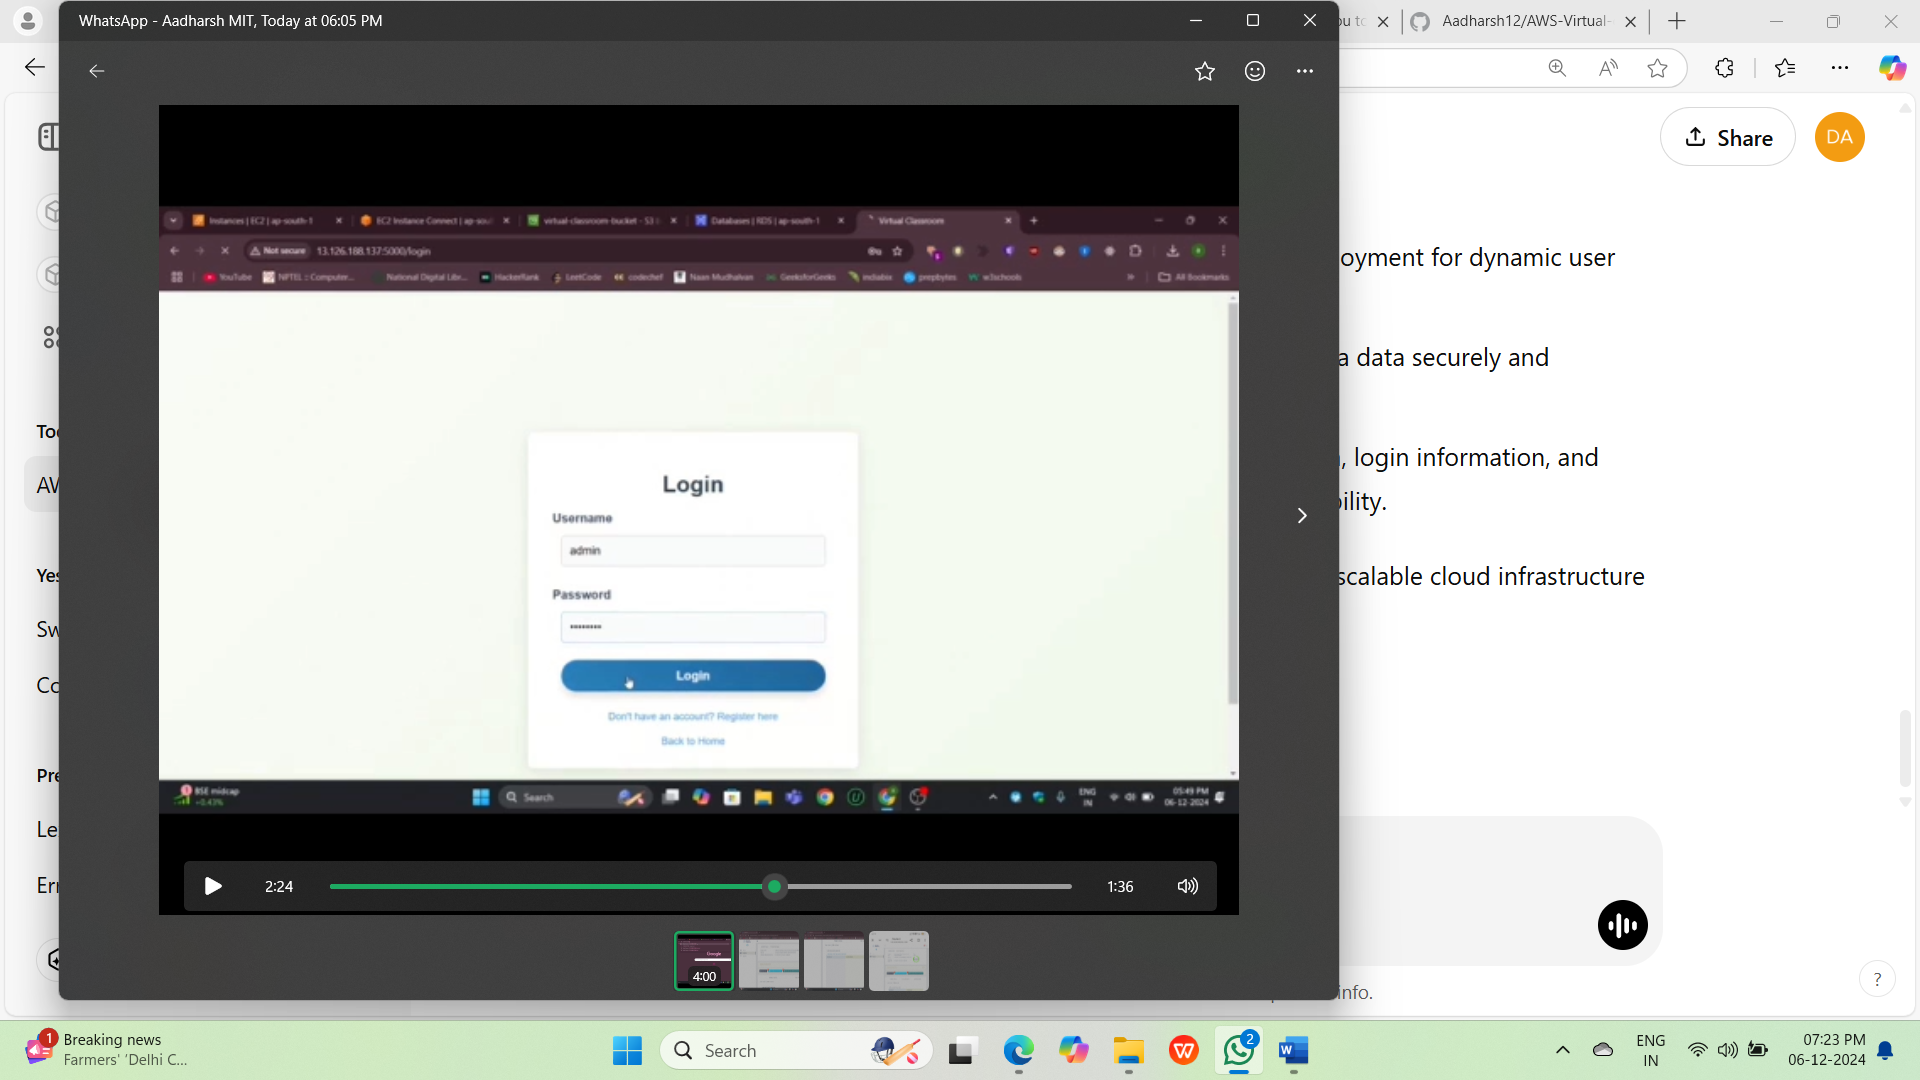 WhatsApp - Aadharsh MIT, Today at 06:05 PM
Aadharsh12/AWS-Virtual-
Share
DA
Instances | EC2 | ap-south-1
EC2 Instance Connect | ap-sou
virtual-classroom-bucket - S3
Databases | RDS | ap-south-1
Virtual Classroom
Not secure
13.126.188.137:5000/login
YouTube
NPTEL :: Computer...
National Digital Libr...
HackerRank
LeetCode
codechef
Naan Mudhalvan
GeeksforGeeks
indiabix
prepbytes
w3schools
All Bookmarks
Login
Username
admin
Password
Login
Don't have an account? Register here
Back to Home
BSE midcap
+0.43%
Search
ENG
IN
05:49 PM
06-12-2024
2:24
1:36
4:00
oyment for dynamic user
a data securely and
, login information, and
ility.
scalable cloud infrastructure
info.
?
Too
AW
Yes
Sw
Co
Pre
Le
Err
1
Breaking news
Farmers' 'Delhi C...
Search
2
ENG
IN
07:23 PM
06-12-2024